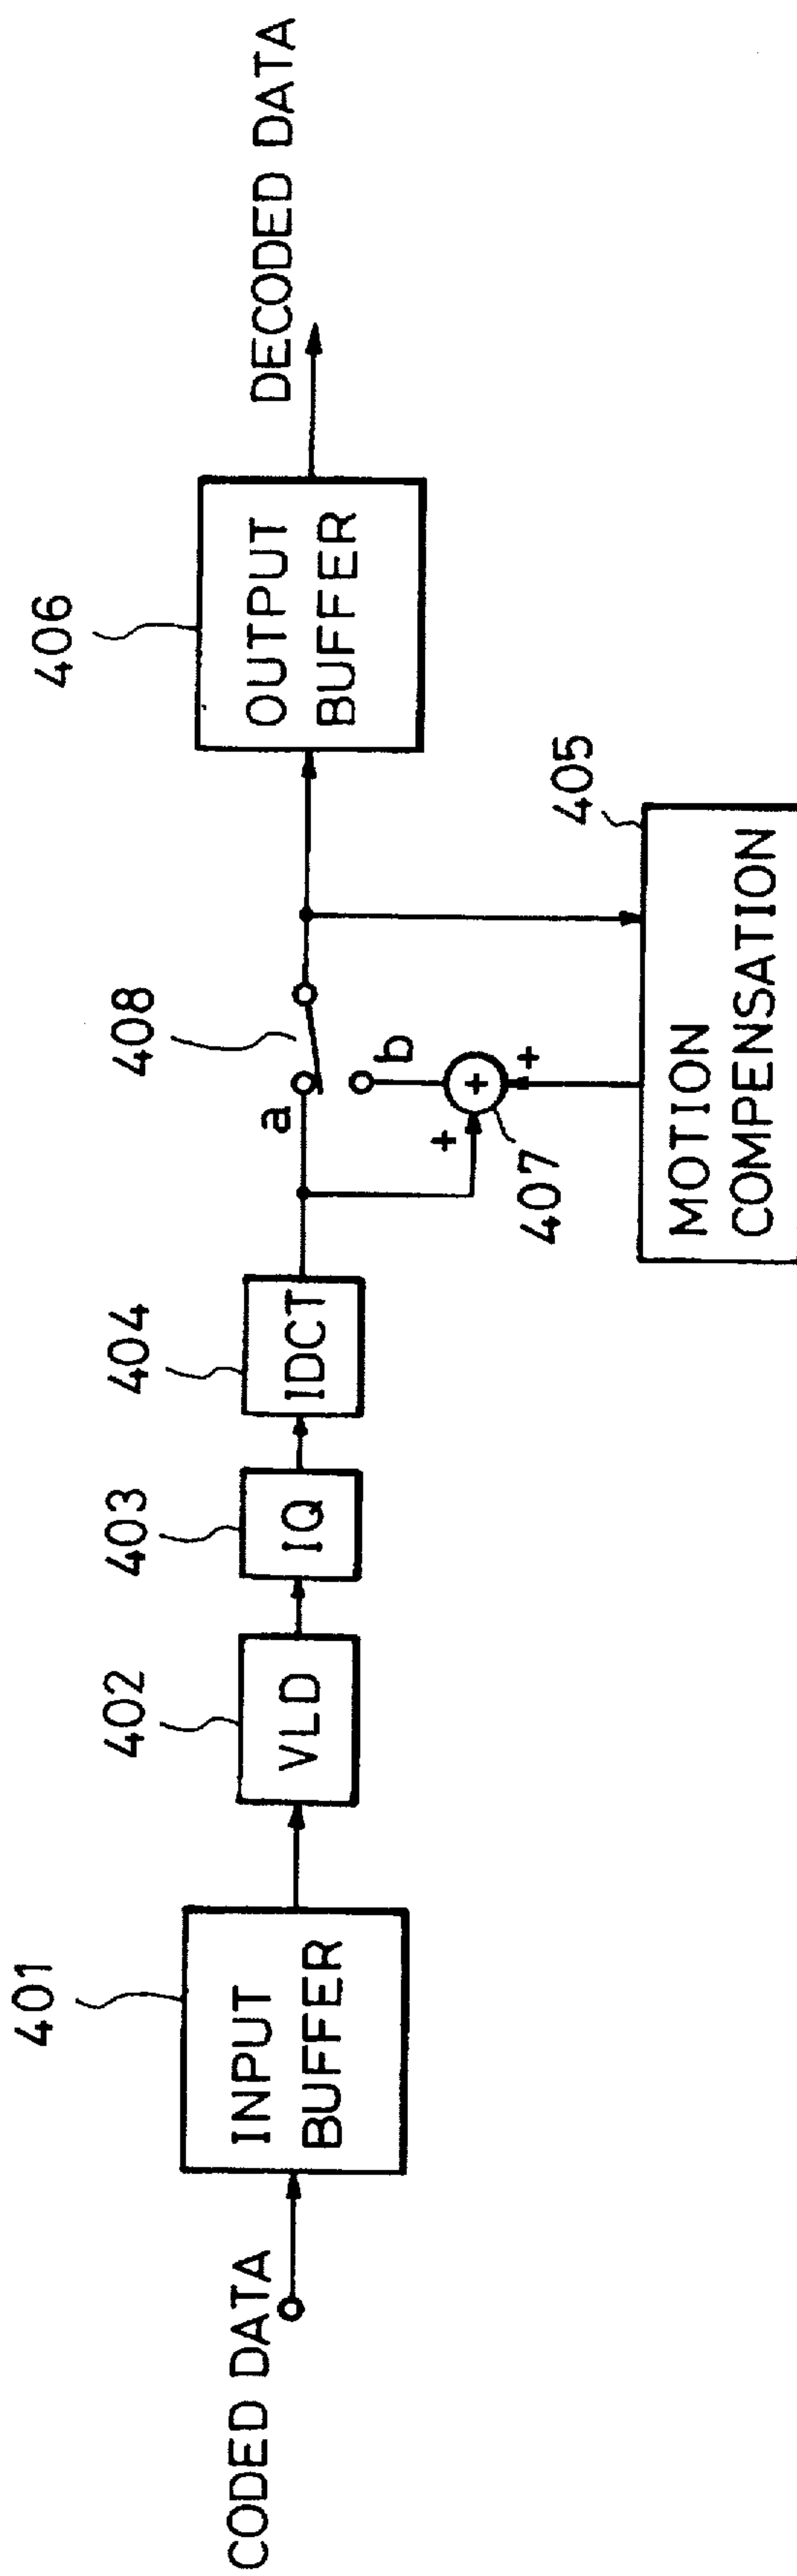 CODED DATA
401
INPUT
BUFFER
402
VLD
403
IQ
404
IDCT
a
408
b
+
+
+
407
405
MOTION
COMPENSATION
406
OUTPUT
BUFFER
DECODED DATA